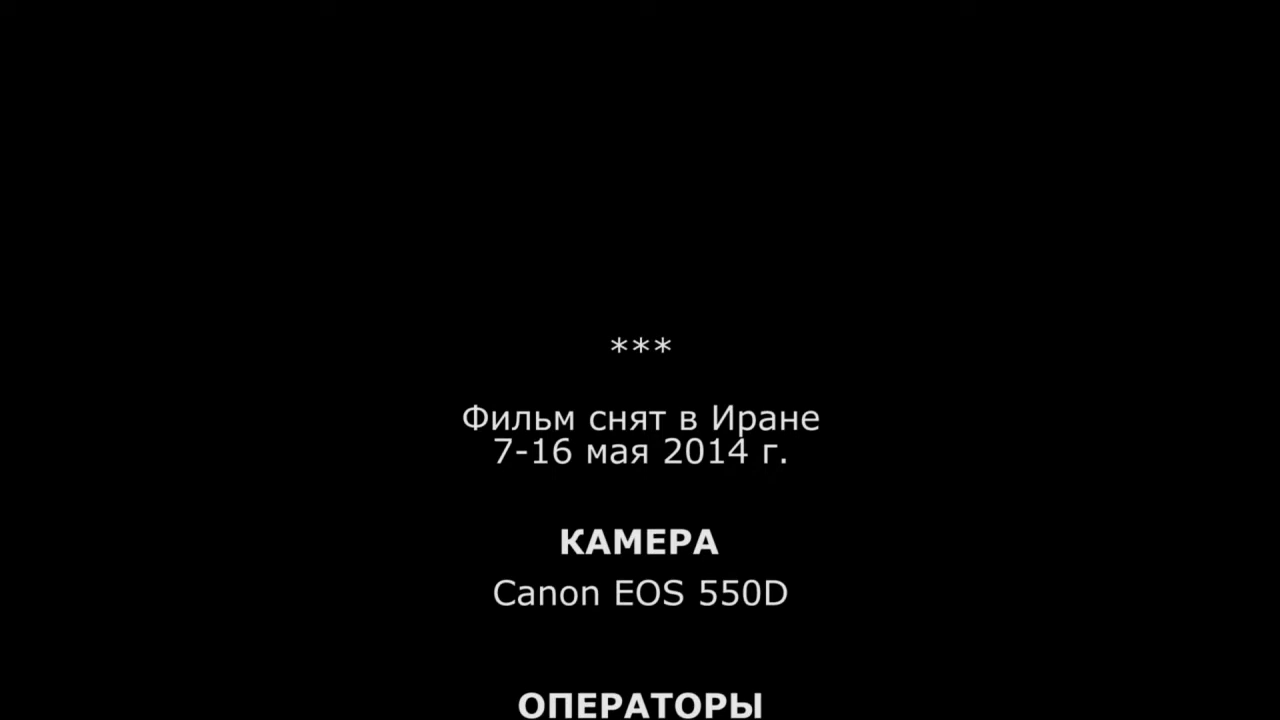 ***
Фильм снят в Иране
7-16 мая 2014 г.
КАМЕРА
Canon EOS 550D
ОПЕРАТОРЫ